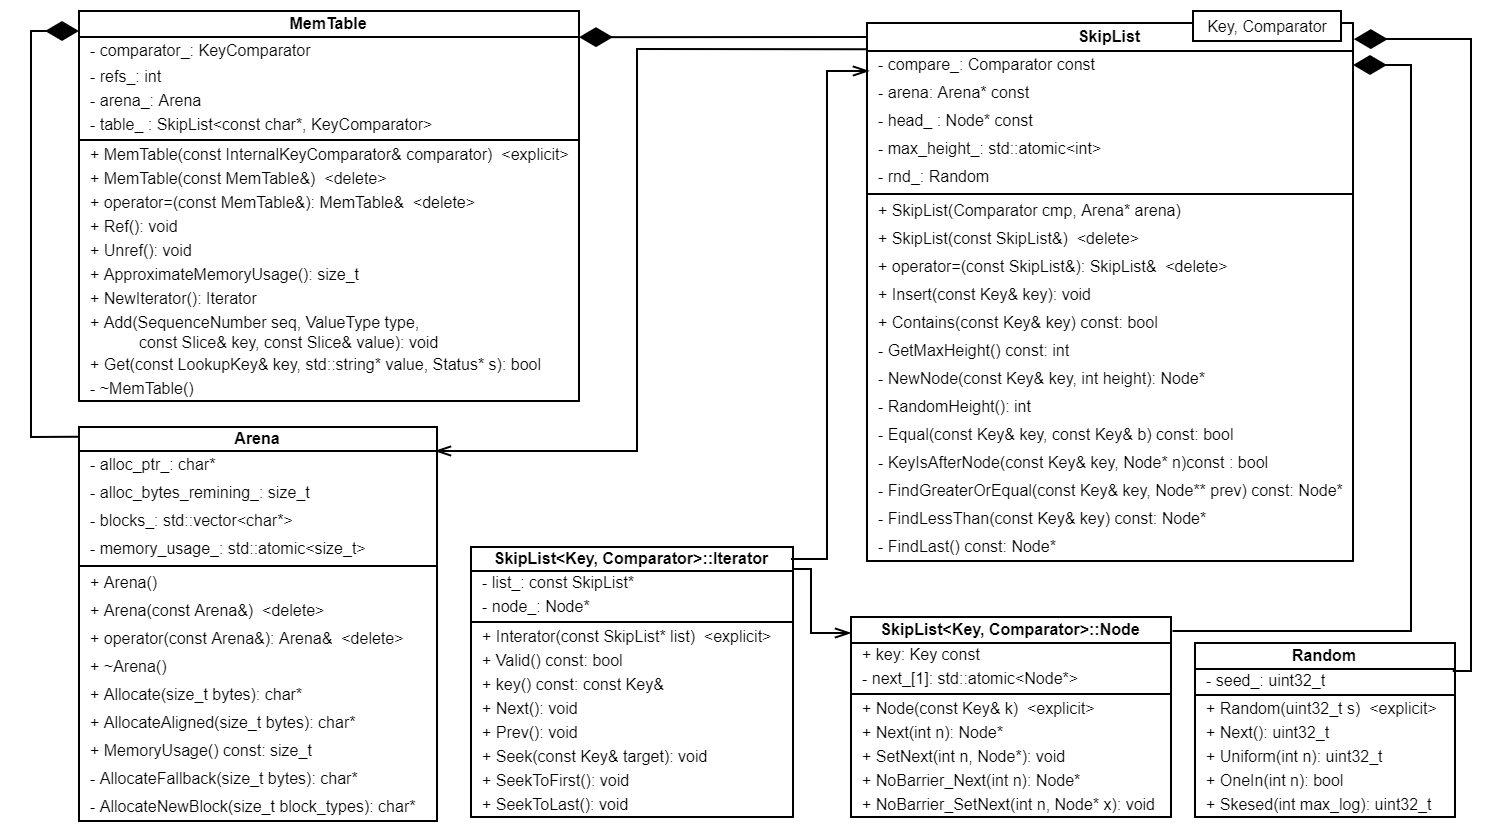 MemTable
- comparator_: KeyComparator
- refs_: int
- arena_: Arena
- table_ : SkipList<const char*, KeyComparator>
+ MemTable(const InternalKeyComparator& comparator) <explicit>
+ MemTable(const MemTable&) <delete>
+ operator=(const MemTable&): MemTable& <delete>
+ Ref(): void
+ Unref(): void
+ ApproximateMemoryUsage(): size_t
+ NewIterator(): Iterator
+ Add(SequenceNumber seq, ValueType type,
const Slice& key, const Slice& value): void
+ Get(const LookupKey& key, std::string* value, Status* s): bool
- ~MemTable()
Key, Comparator
SkipList
- compare_: Comparator const
- arena: Arena* const
- head_ : Node* const
- max_height_: std::atomic<int>
- rnd_: Random
+ SkipList(Comparator cmp, Arena* arena)
+ SkipList(const SkipList&) <delete>
+ operator=(const SkipList&): SkipList& <delete>
+ Insert(const Key& key): void
+ Contains(const Key& key) const: bool
- GetMaxHeight() const: int
- NewNode(const Key& key, int height): Node*
- RandomHeight(): int
- Equal(const Key& key, const Key& b) const: bool
- KeyIsAfterNode(const Key& key, Node* n)const : bool
- FindGreaterOrEqual(const Key& key, Node** prev) const: Node*
- FindLessThan(const Key& key) const: Node*
- FindLast() const: Node*
Arena
- alloc_ptr_: char*
- alloc_bytes_remining_: size_t
- blocks_: std::vector<char*>
- memory_usage_: std::atomic<size_t>
+ Arena()
+ Arena(const Arena&) <delete>
+ operator(const Arena&): Arena& <delete>
+ ~Arena()
+ Allocate(size_t bytes): char*
+ AllocateAligned(size_t bytes): char*
+ MemoryUsage() const: size_t
- AllocateFallback(size_t bytes): char*
- AllocateNewBlock(size_t block_types): char*
SkipList<Key, Comparator>::Iterator
- list_: const SkipList*
- node_: Node*
+ Interator(const SkipList* list) <explicit>
+ Valid() const: bool
+ key() const: const Key&
+ Next(): void
+ Prev(): void
+ Seek(const Key& target): void
+ SeekToFirst(): void
+ SeekToLast(): void
SkipList<Key, Comparator>::Node
+ key: Key const
- next_[1]: std::atomic<Node*>
+ Node(const Key& k) <explicit>
+ Next(int n): Node*
+ SetNext(int n, Node*): void
+ NoBarrier_Next(int n): Node*
+ NoBarrier_SetNext(int n, Node* x): void
Random
- seed_: uint32_t
+ Random(uint32_t s) <explicit>
+ Next(): uint32_t
+ Uniform(int n): uint32_t
+ OneIn(int n): bool
+ Skesed(int max_log): uint32_t